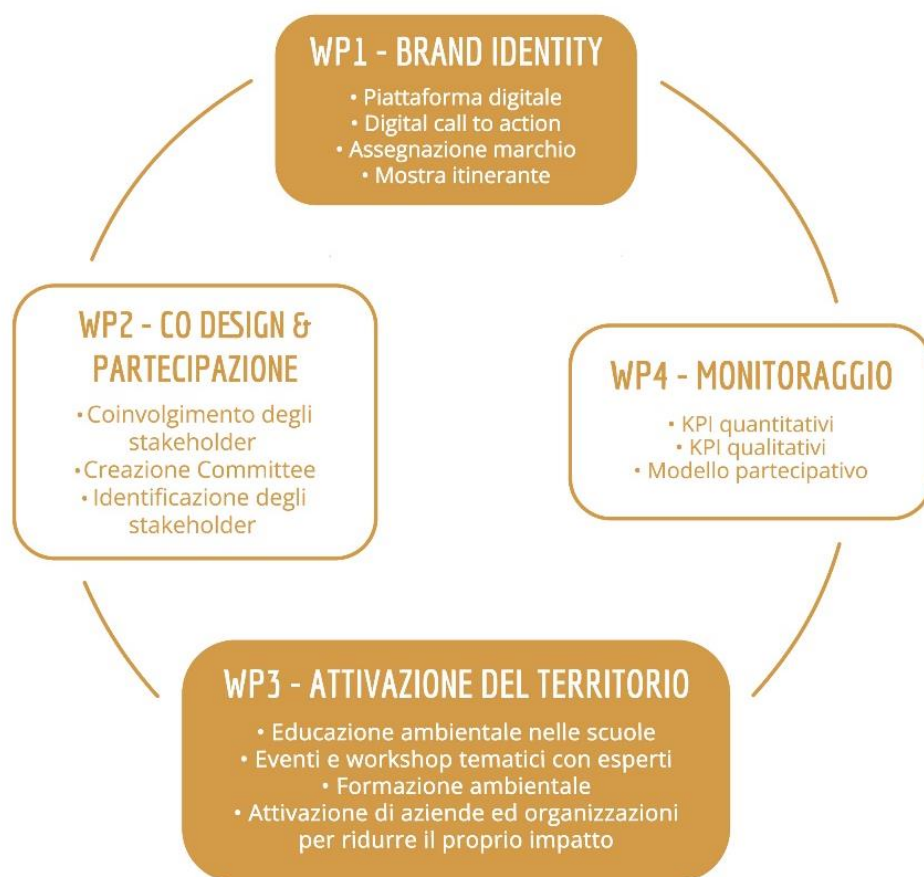 WP1 - BRAND IDENTITY
• Piattaforma digitale
• Digital call to action
• Assegnazione marchio
• Mostra itinerante
WP2 - CO DESIGN &
PARTECIPAZIONE
• Coinvolgimento degli
stakeholder
• Creazione Committee
• Identificazione degli
stakeholder
WP4 - MONITORAGGIO
• KPI quantitativi
• KPI qualitativi
• Modello partecipativo
WP3 - ATTIVAZIONE DEL TERRITORIO
• Educazione ambientale nelle scuole
• Eventi e workshop tematici con esperti
• Formazione ambientale
• Attivazione di aziende ed organizzazioni
per ridurre il proprio impatto